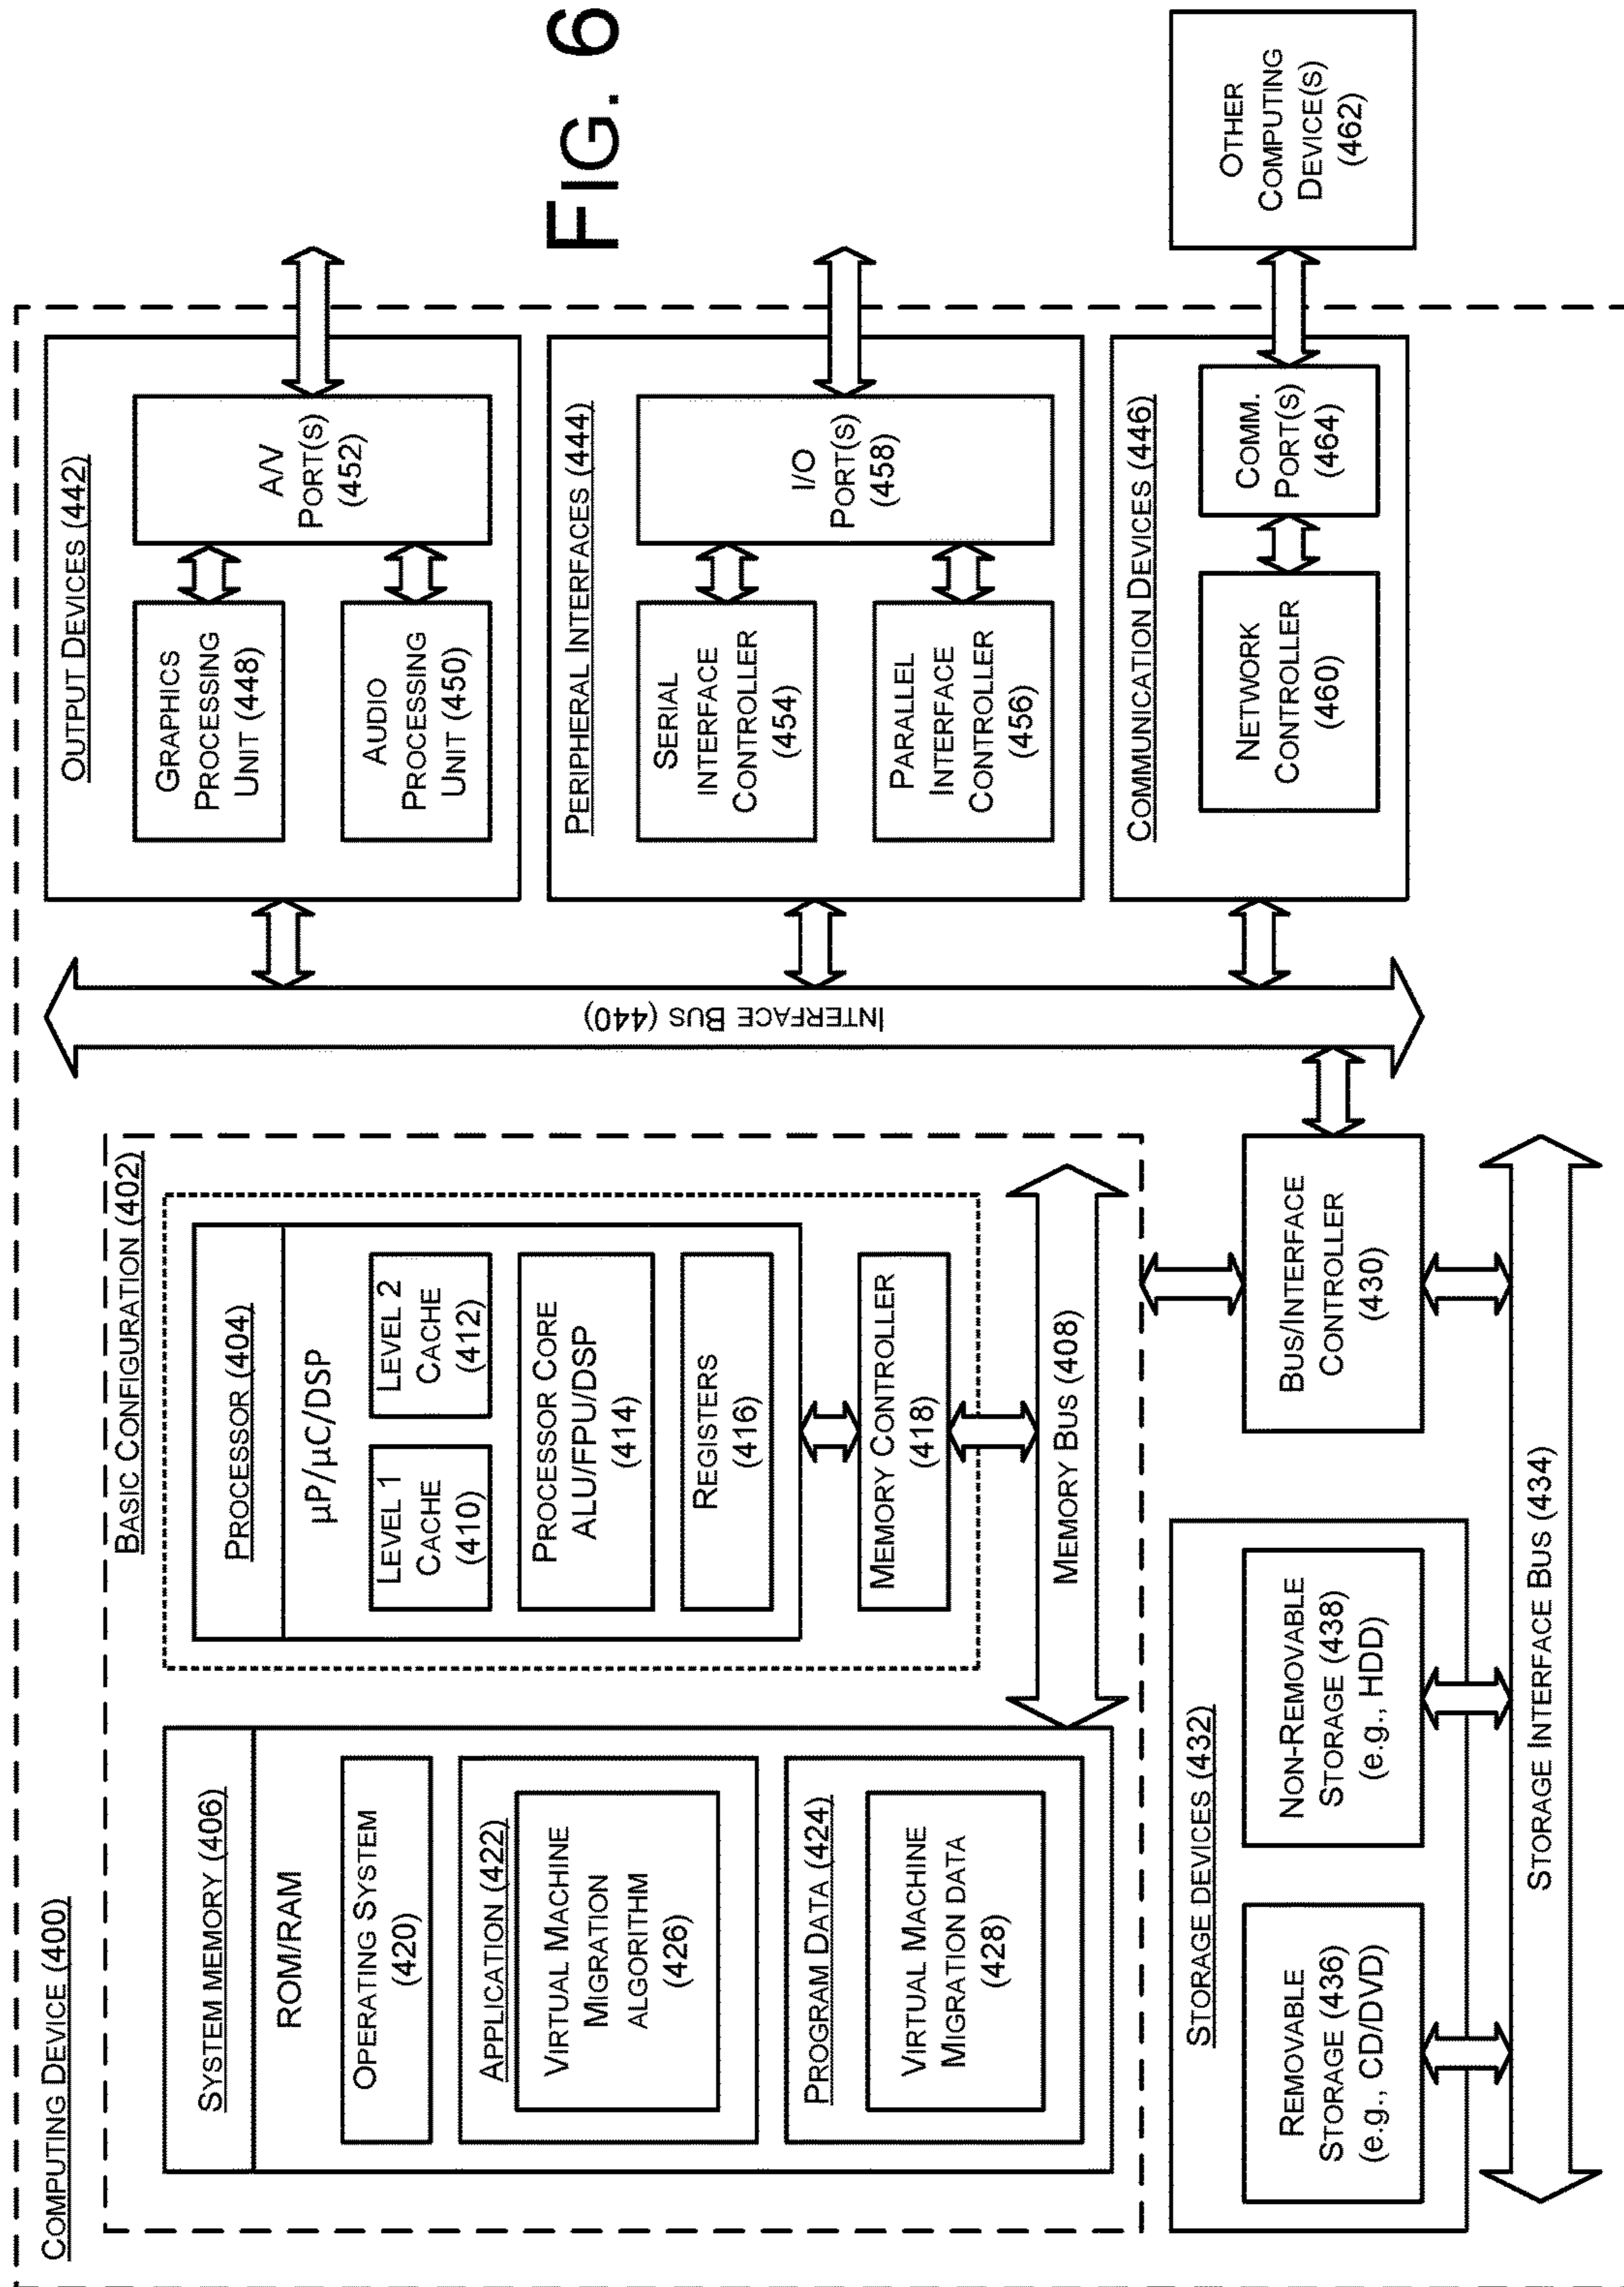 COMPUTING DEVICE (400)
BASIC CONFIGURATION (402)
SYSTEM MEMORY (406)
ROM/RAM
OPERATING SYSTEM
(420)
APPLICATION (422)
VIRTUAL MACHINE
MIGRATION
ALGORITHM
(426)
PROGRAM DATA (424)
VIRTUAL MACHINE
MIGRATION DATA
(428)
PROCESSOR (404)
µP/µC/DSP
LEVEL 1
CACHE
(410)
LEVEL 2
CACHE
(412)
PROCESSOR CORE
ALU/FPU/DSP
(414)
REGISTERS
(416)
MEMORY CONTROLLER
(418)
MEMORY BUS (408)
BUS/INTERFACE
CONTROLLER
(430)
STORAGE DEVICES (432)
REMOVABLE
STORAGE (436)
(e.g., CD/DVD)
NON-REMOVABLE
STORAGE (438)
(e.g., HDD)
STORAGE INTERFACE BUS (434)
INTERFACE BUS (440)
OUTPUT DEVICES (442)
GRAPHICS
PROCESSING
UNIT (448)
AUDIO
PROCESSING
UNIT (450)
A/V
PORT(S)
(452)
PERIPHERAL INTERFACES (444)
SERIAL
INTERFACE
CONTROLLER
(454)
PARALLEL
INTERFACE
CONTROLLER
(456)
I/O
PORT(S)
(458)
COMMUNICATION DEVICES (446)
NETWORK
CONTROLLER
(460)
COMM.
PORT(S)
(464)
OTHER
COMPUTING
DEVICE(S)
(462)
FIG. 6